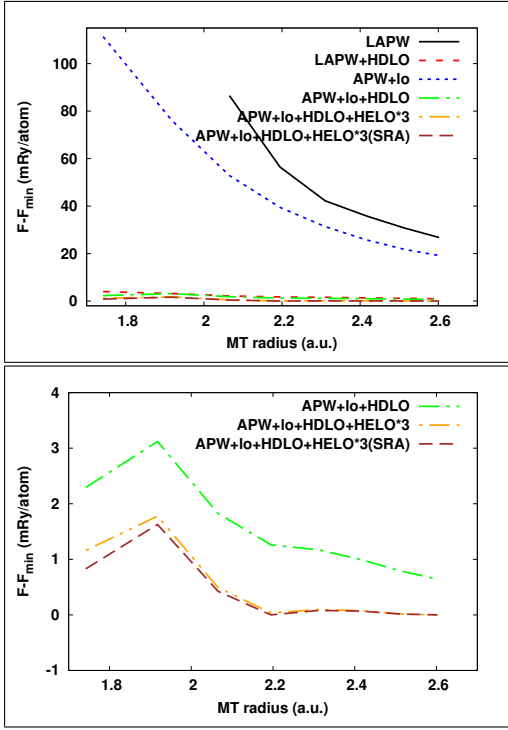 LAPW
LAPW+HDLO
APW+lo
APW+lo+HDLO
APW+lo+HDLO+HELO*3
APW+lo+HDLO+HELO*3(SRA)
F-Fmin (mRy/atom)
100
80
60
40
20
0
1.8 2 2.2 2.4 2.6
MT radius (a.u.)
APW+lo+HDLO
APW+lo+HDLO+HELO*3
APW+lo+HDLO+HELO*3(SRA)
F-Fmin (mRy/atom)
4
3
2
1
0
-1
1.8 2 2.2 2.4 2.6
MT radius (a.u.)